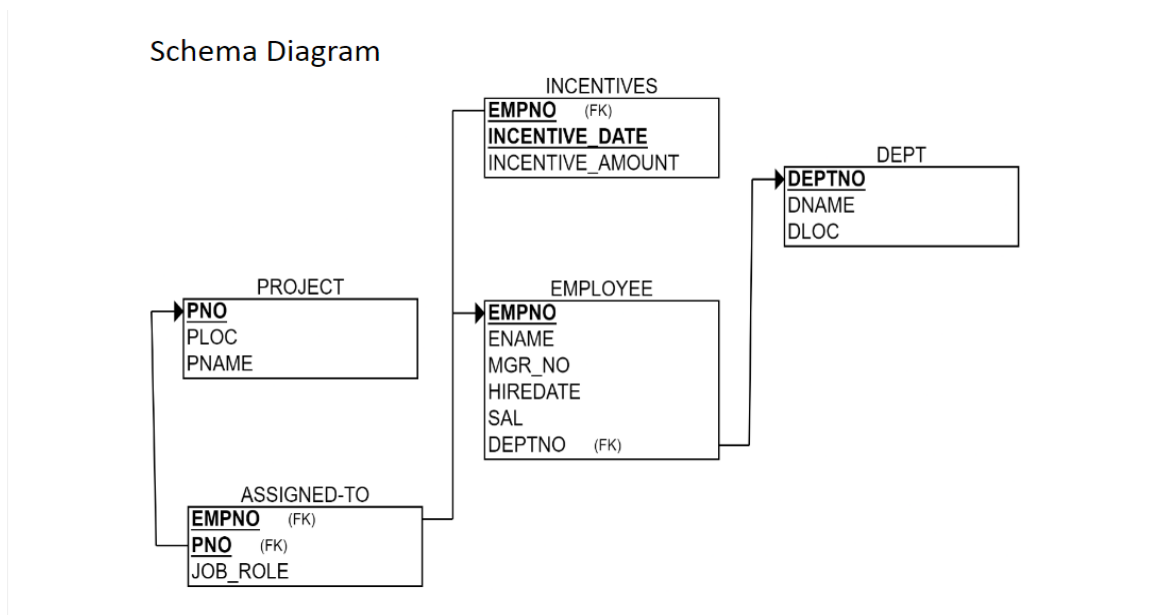 Schema Diagram
INCENTIVES
EMPNO (FK)
INCENTIVE_DATE
INCENTIVE_AMOUNT
DEPT
DEPTNO
DNAME
DLOC
PROJECT
PNO
PLOC
PNAME
EMPLOYEE
EMPNO
ENAME
MGR_NO
HIREDATE
SAL
DEPTNO (FK)
ASSIGNED-TO
EMPNO (FK)
PNO (FK)
JOB_ROLE